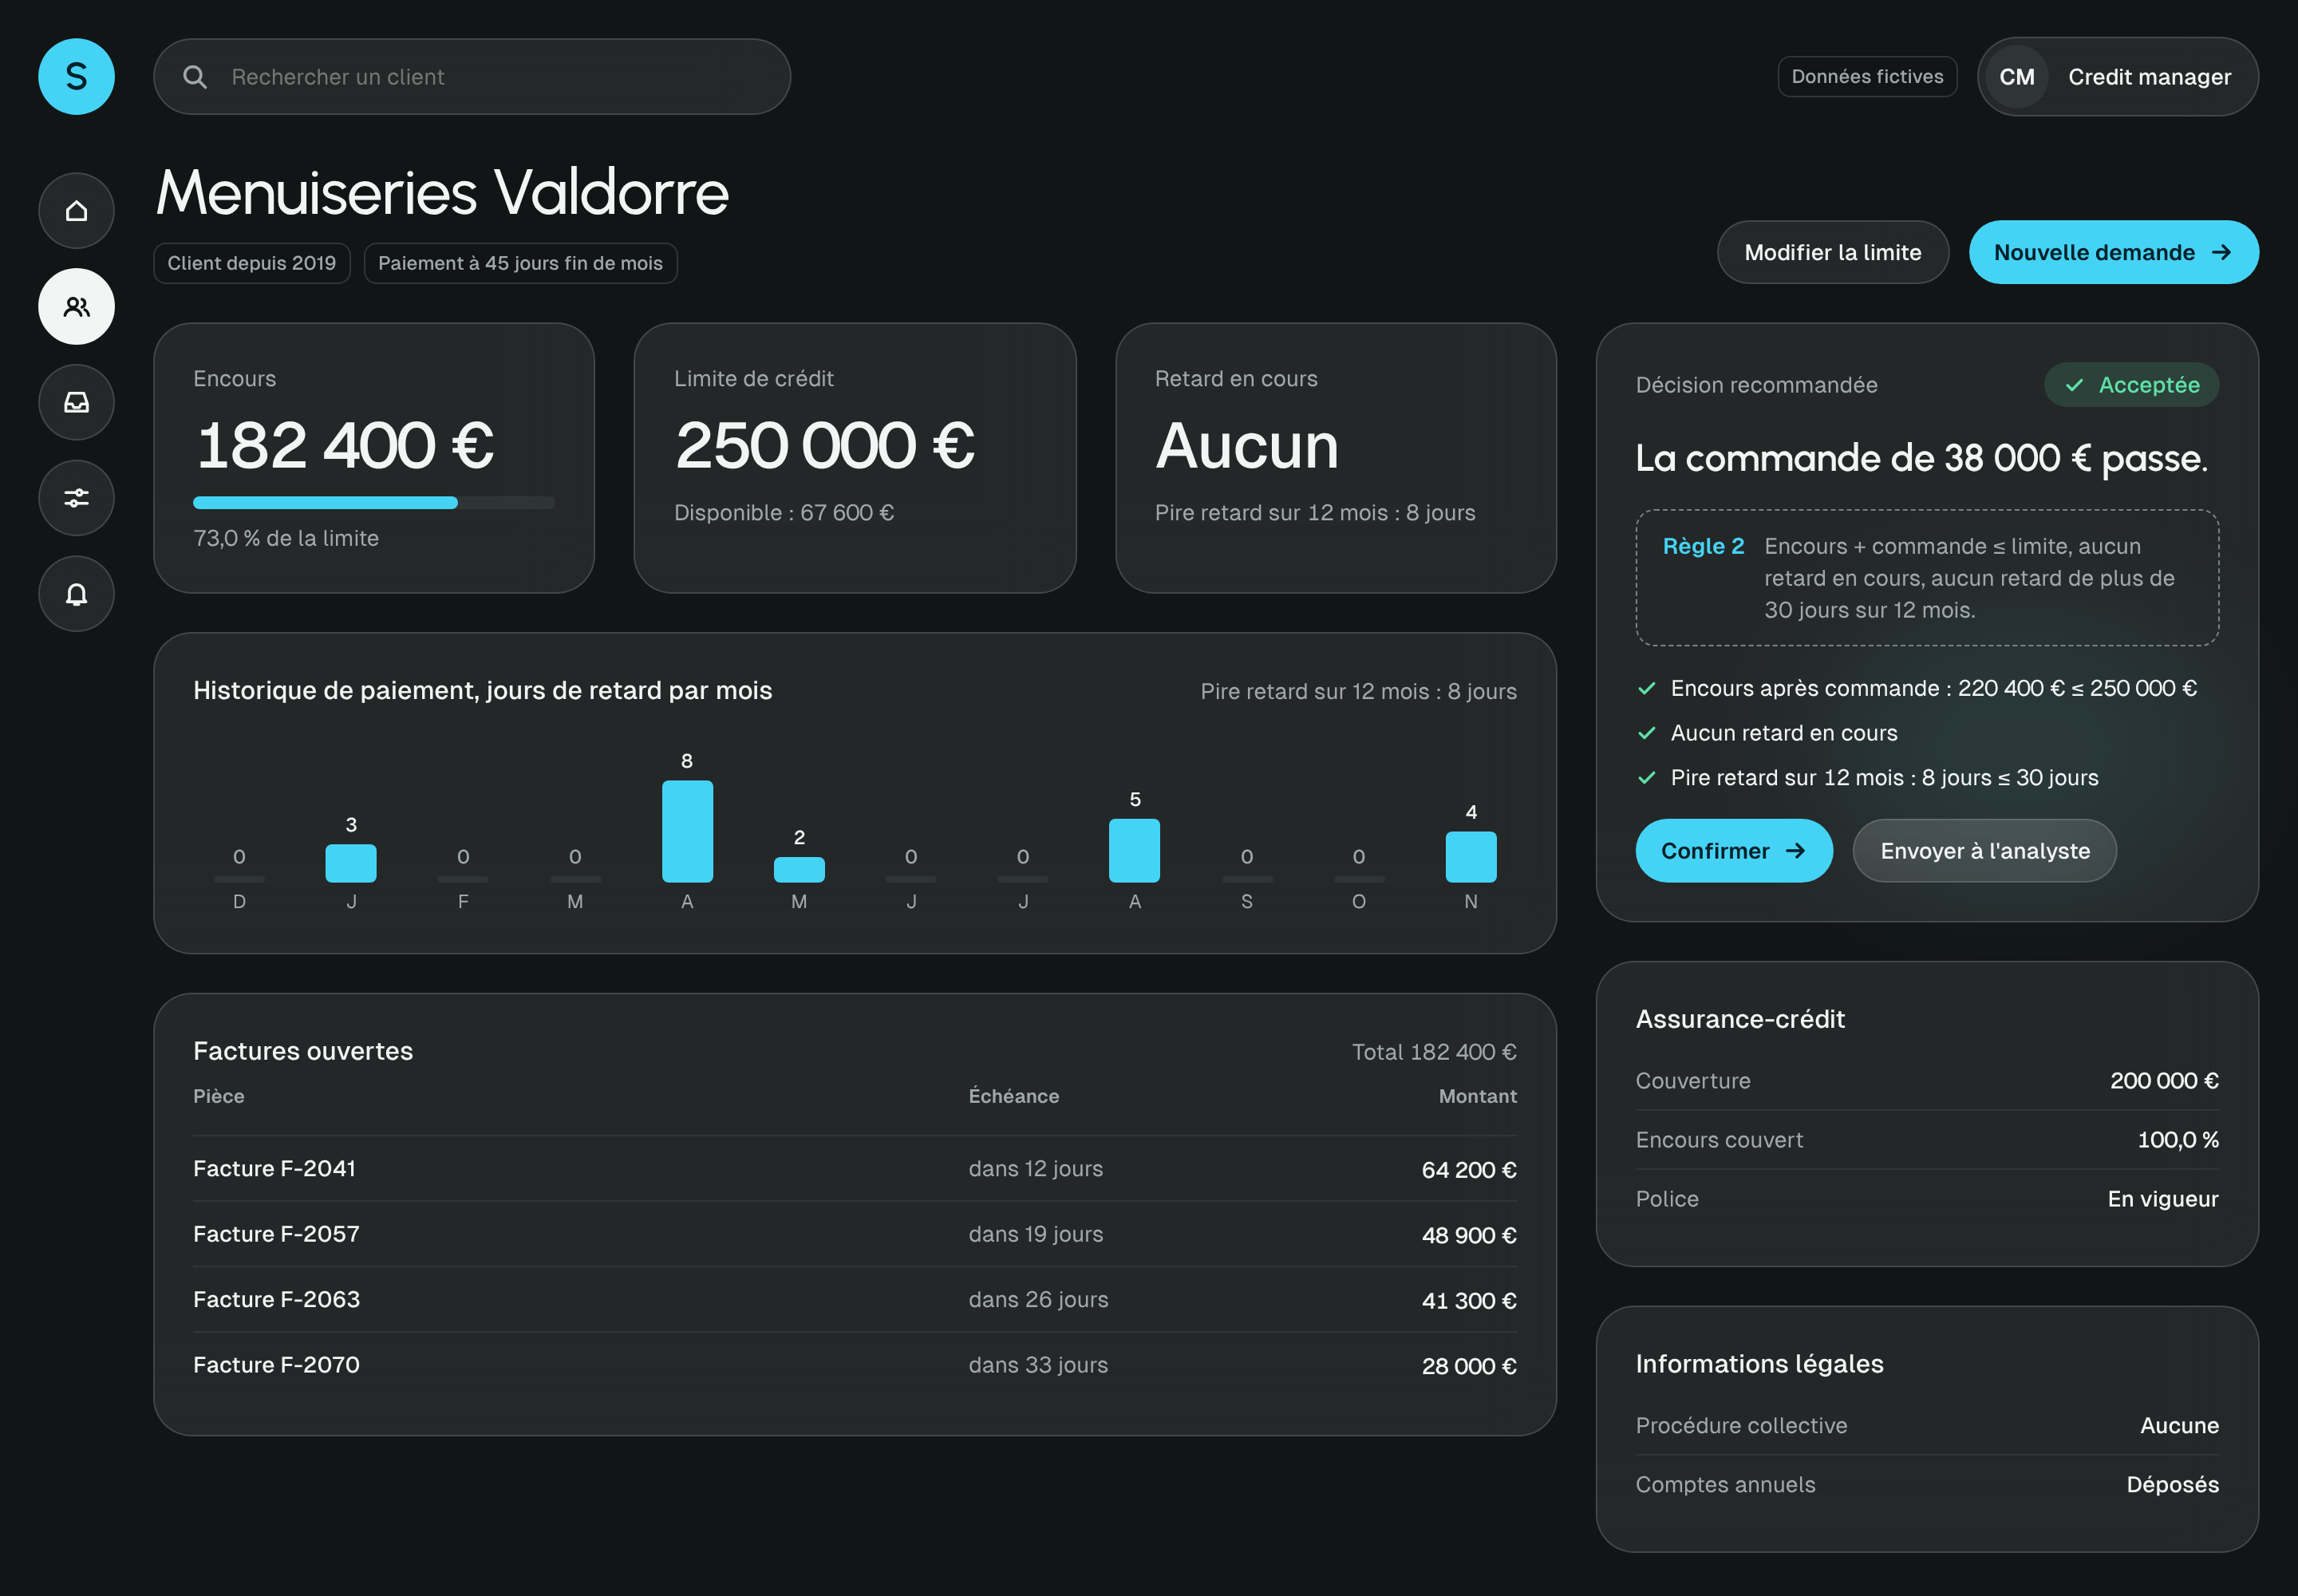 S
Rechercher un client
Données fictives
CM
Credit manager
Menuiseries Valdorre
Client depuis 2019
Paiement à 45 jours fin de mois
Modifier la limite
Nouvelle demande
Encours
182 400 €
73,0 % de la limite
Limite de crédit
250 000 €
Disponible : 67 600 €
Retard en cours
Aucun
Pire retard sur 12 mois : 8 jours
Décision recommandée
Acceptée
La commande de 38 000 € passe.
Règle 2
Encours + commande ≤ limite, aucun
retard en cours, aucun retard de plus de
30 jours sur 12 mois.
Encours après commande : 220 400 € ≤ 250 000 €
Aucun retard en cours
Pire retard sur 12 mois : 8 jours ≤ 30 jours
Confirmer
Envoyer à l'analyste
Historique de paiement, jours de retard par mois
Pire retard sur 12 mois : 8 jours
0 3 0 0 8 2 0 0 5 0 0 4
D J F M A M J J A S O N
Factures ouvertes
Total 182 400 €
Pièce Échéance Montant
Facture F-2041 dans 12 jours 64 200 €
Facture F-2057 dans 19 jours 48 900 €
Facture F-2063 dans 26 jours 41 300 €
Facture F-2070 dans 33 jours 28 000 €
Assurance-crédit
Couverture 200 000 €
Encours couvert 100,0 %
Police En vigueur
Informations légales
Procédure collective Aucune
Comptes annuels Déposés